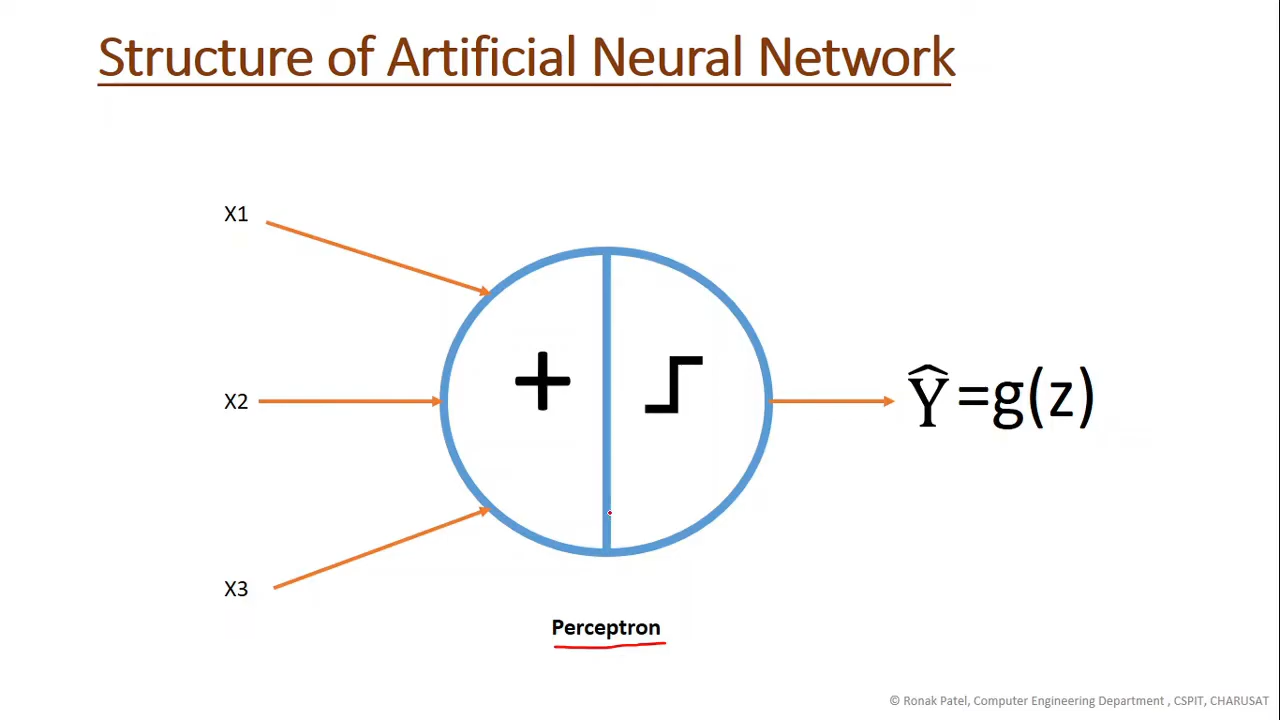 Structure of Artificial Neural Network
X1
X2
+
Ŷ=g(z)
X3
Perceptron
© Ronak Patel, Computer Engineering Department , CSPIT, CHARUSAT